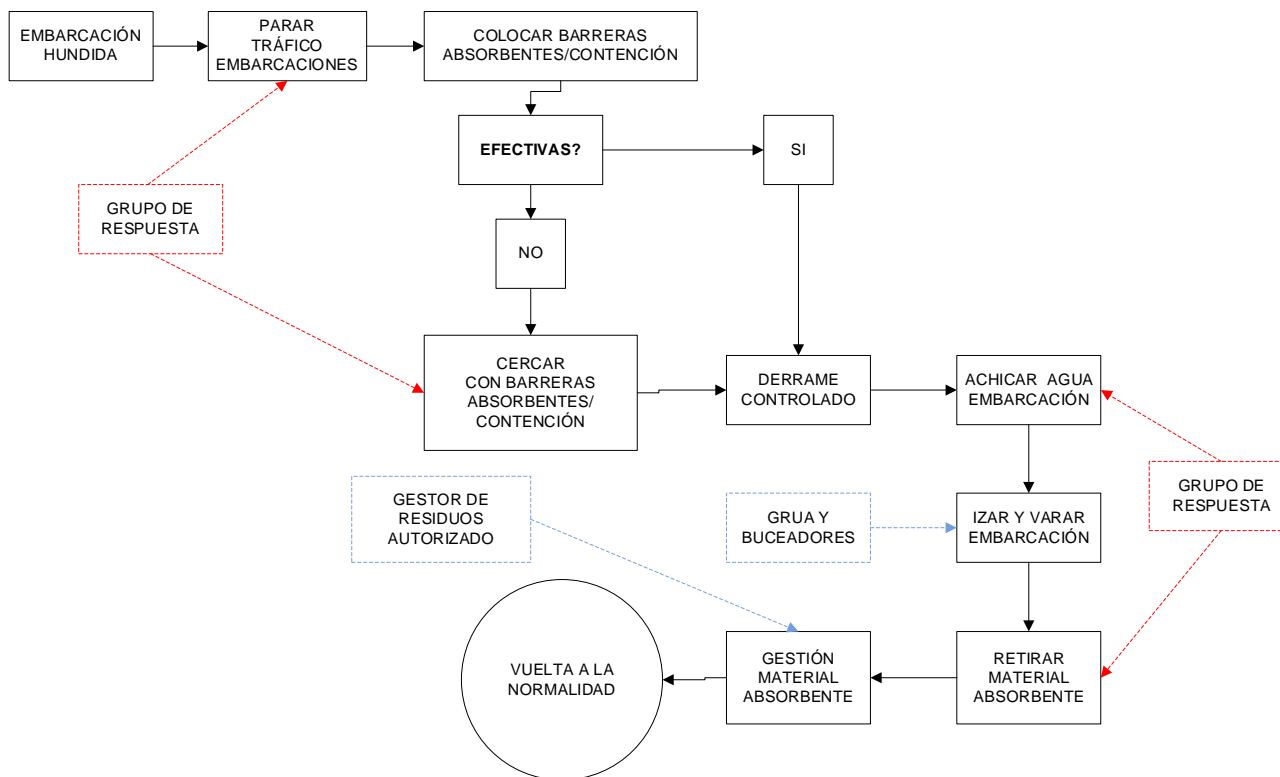 EMBARCACIÓN
HUNDIDA
PARAR
TRÁFICO
EMBARCACIONES
COLOCAR BARRERAS
ABSORBENTES/CONTENCIÓN
EFECTIVAS?
SI
GRUPO DE
RESPUESTA
NO
CERCAR
CON BARRERAS
ABSORBENTES/
CONTENCIÓN
DERRAME
CONTROLADO
ACHICAR AGUA
EMBARCACIÓN
GESTOR DE
RESIDUOS
AUTORIZADO
GRUA Y
BUCEADORES
IZAR Y VARAR
EMBARCACIÓN
GRUPO DE
RESPUESTA
VUELTA A LA
NORMALIDAD
GESTIÓN
MATERIAL
ABSORBENTE
RETIRAR
MATERIAL
ABSORBENTE